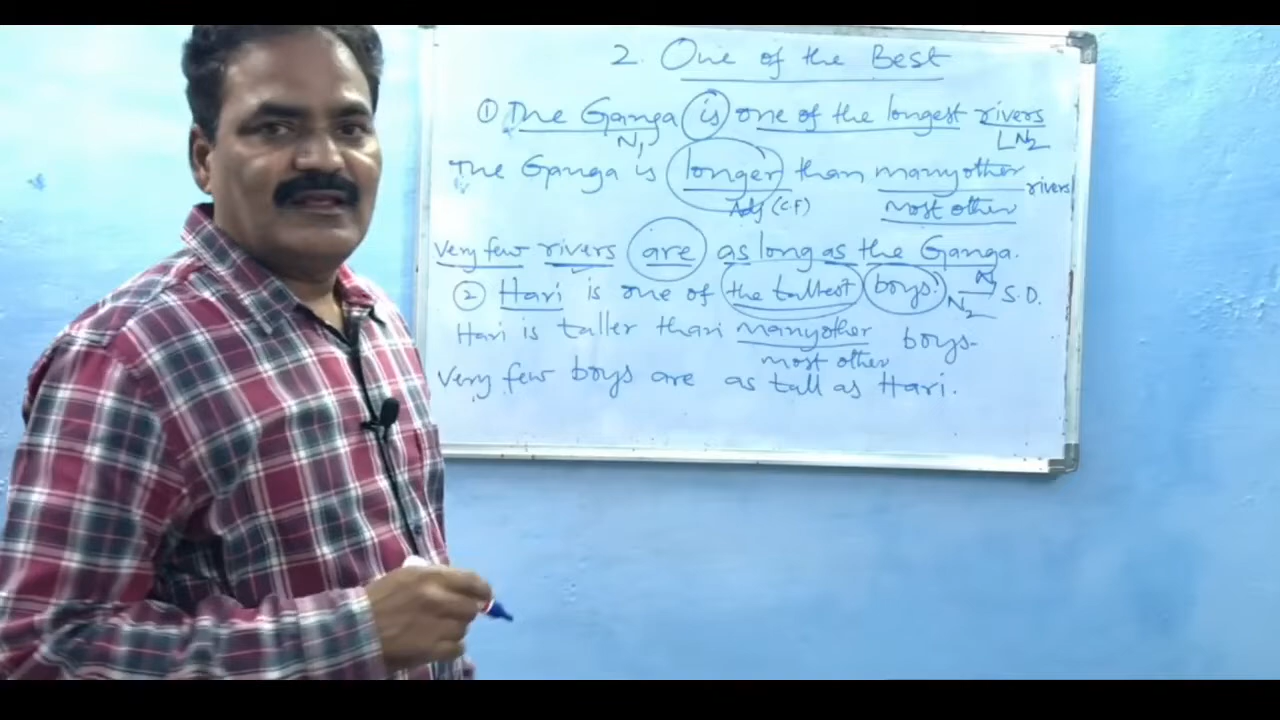 2. One of the Best
① The Ganga is one of the longest rivers
N₁ N₂
The Ganga is longer than many other rivers
Adj (C.F) most other
Very few rivers are as long as the Ganga.
② Hari is one of the tallest boys. N₂ S.D.
Hari is taller than many other boys.
most other
Very few boys are as tall as Hari.